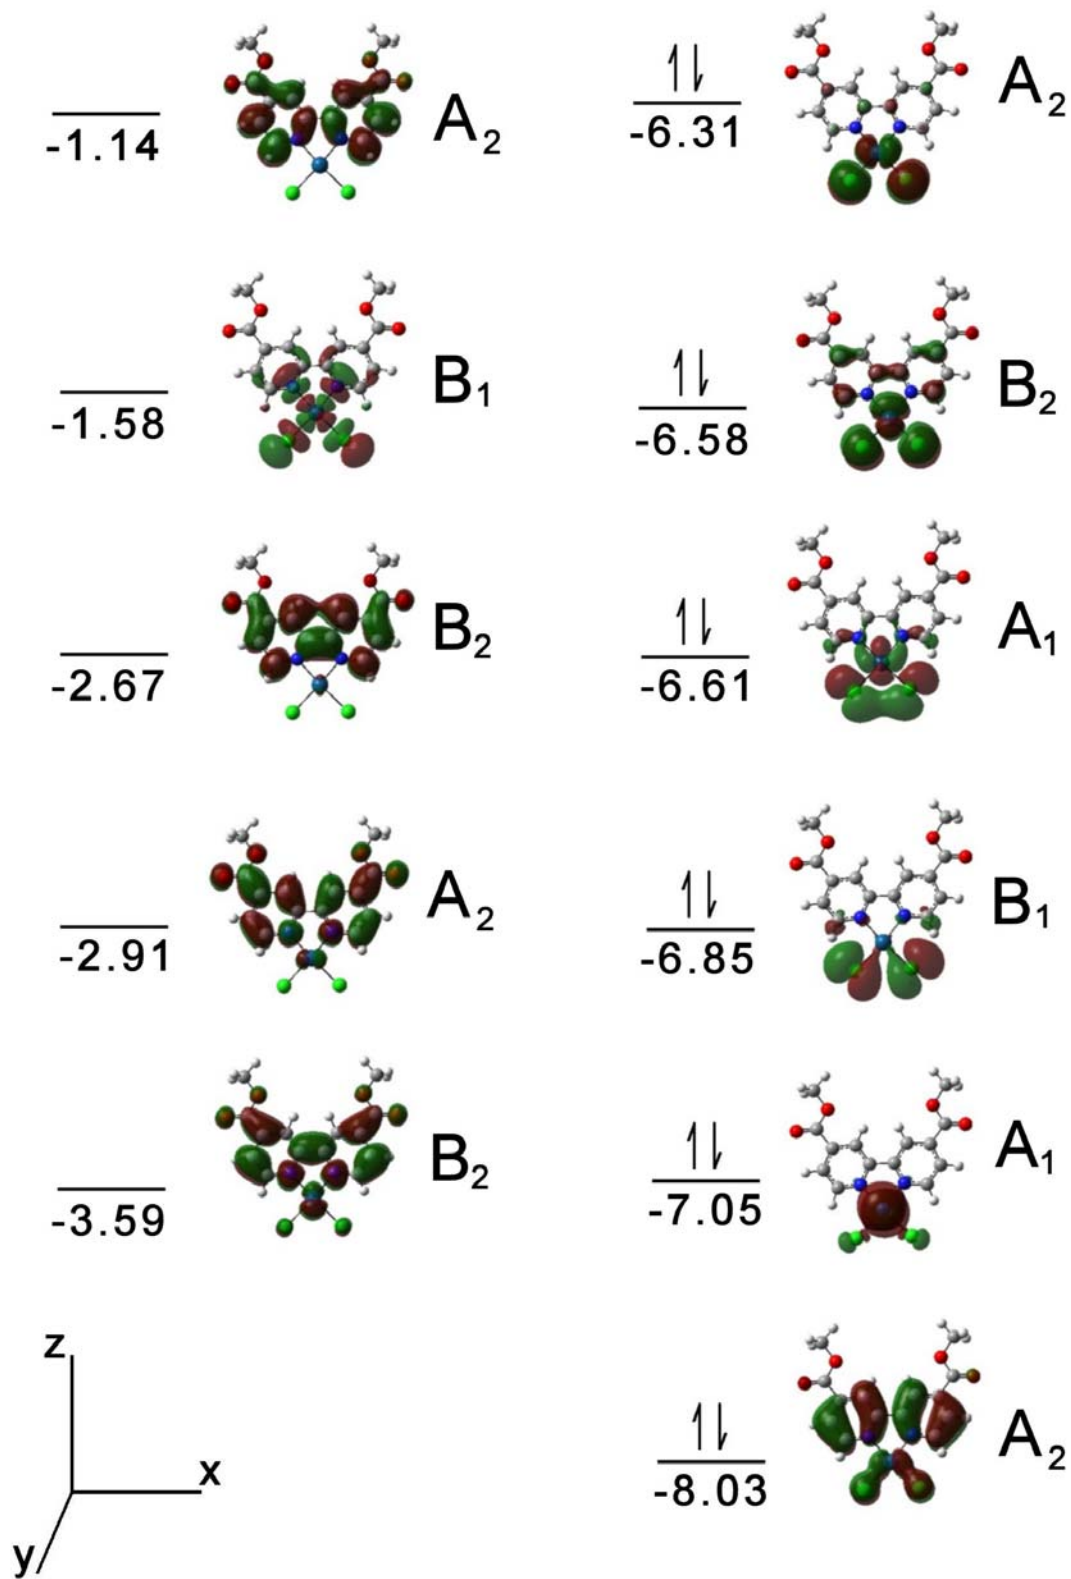 A₂
-1.14
B₁
-1.58
B₂
-2.67
A₂
-2.91
B₂
-3.59
z
x
y
A₂
-6.31
B₂
-6.58
A₁
-6.61
B₁
-6.85
A₁
-7.05
A₂
-8.03